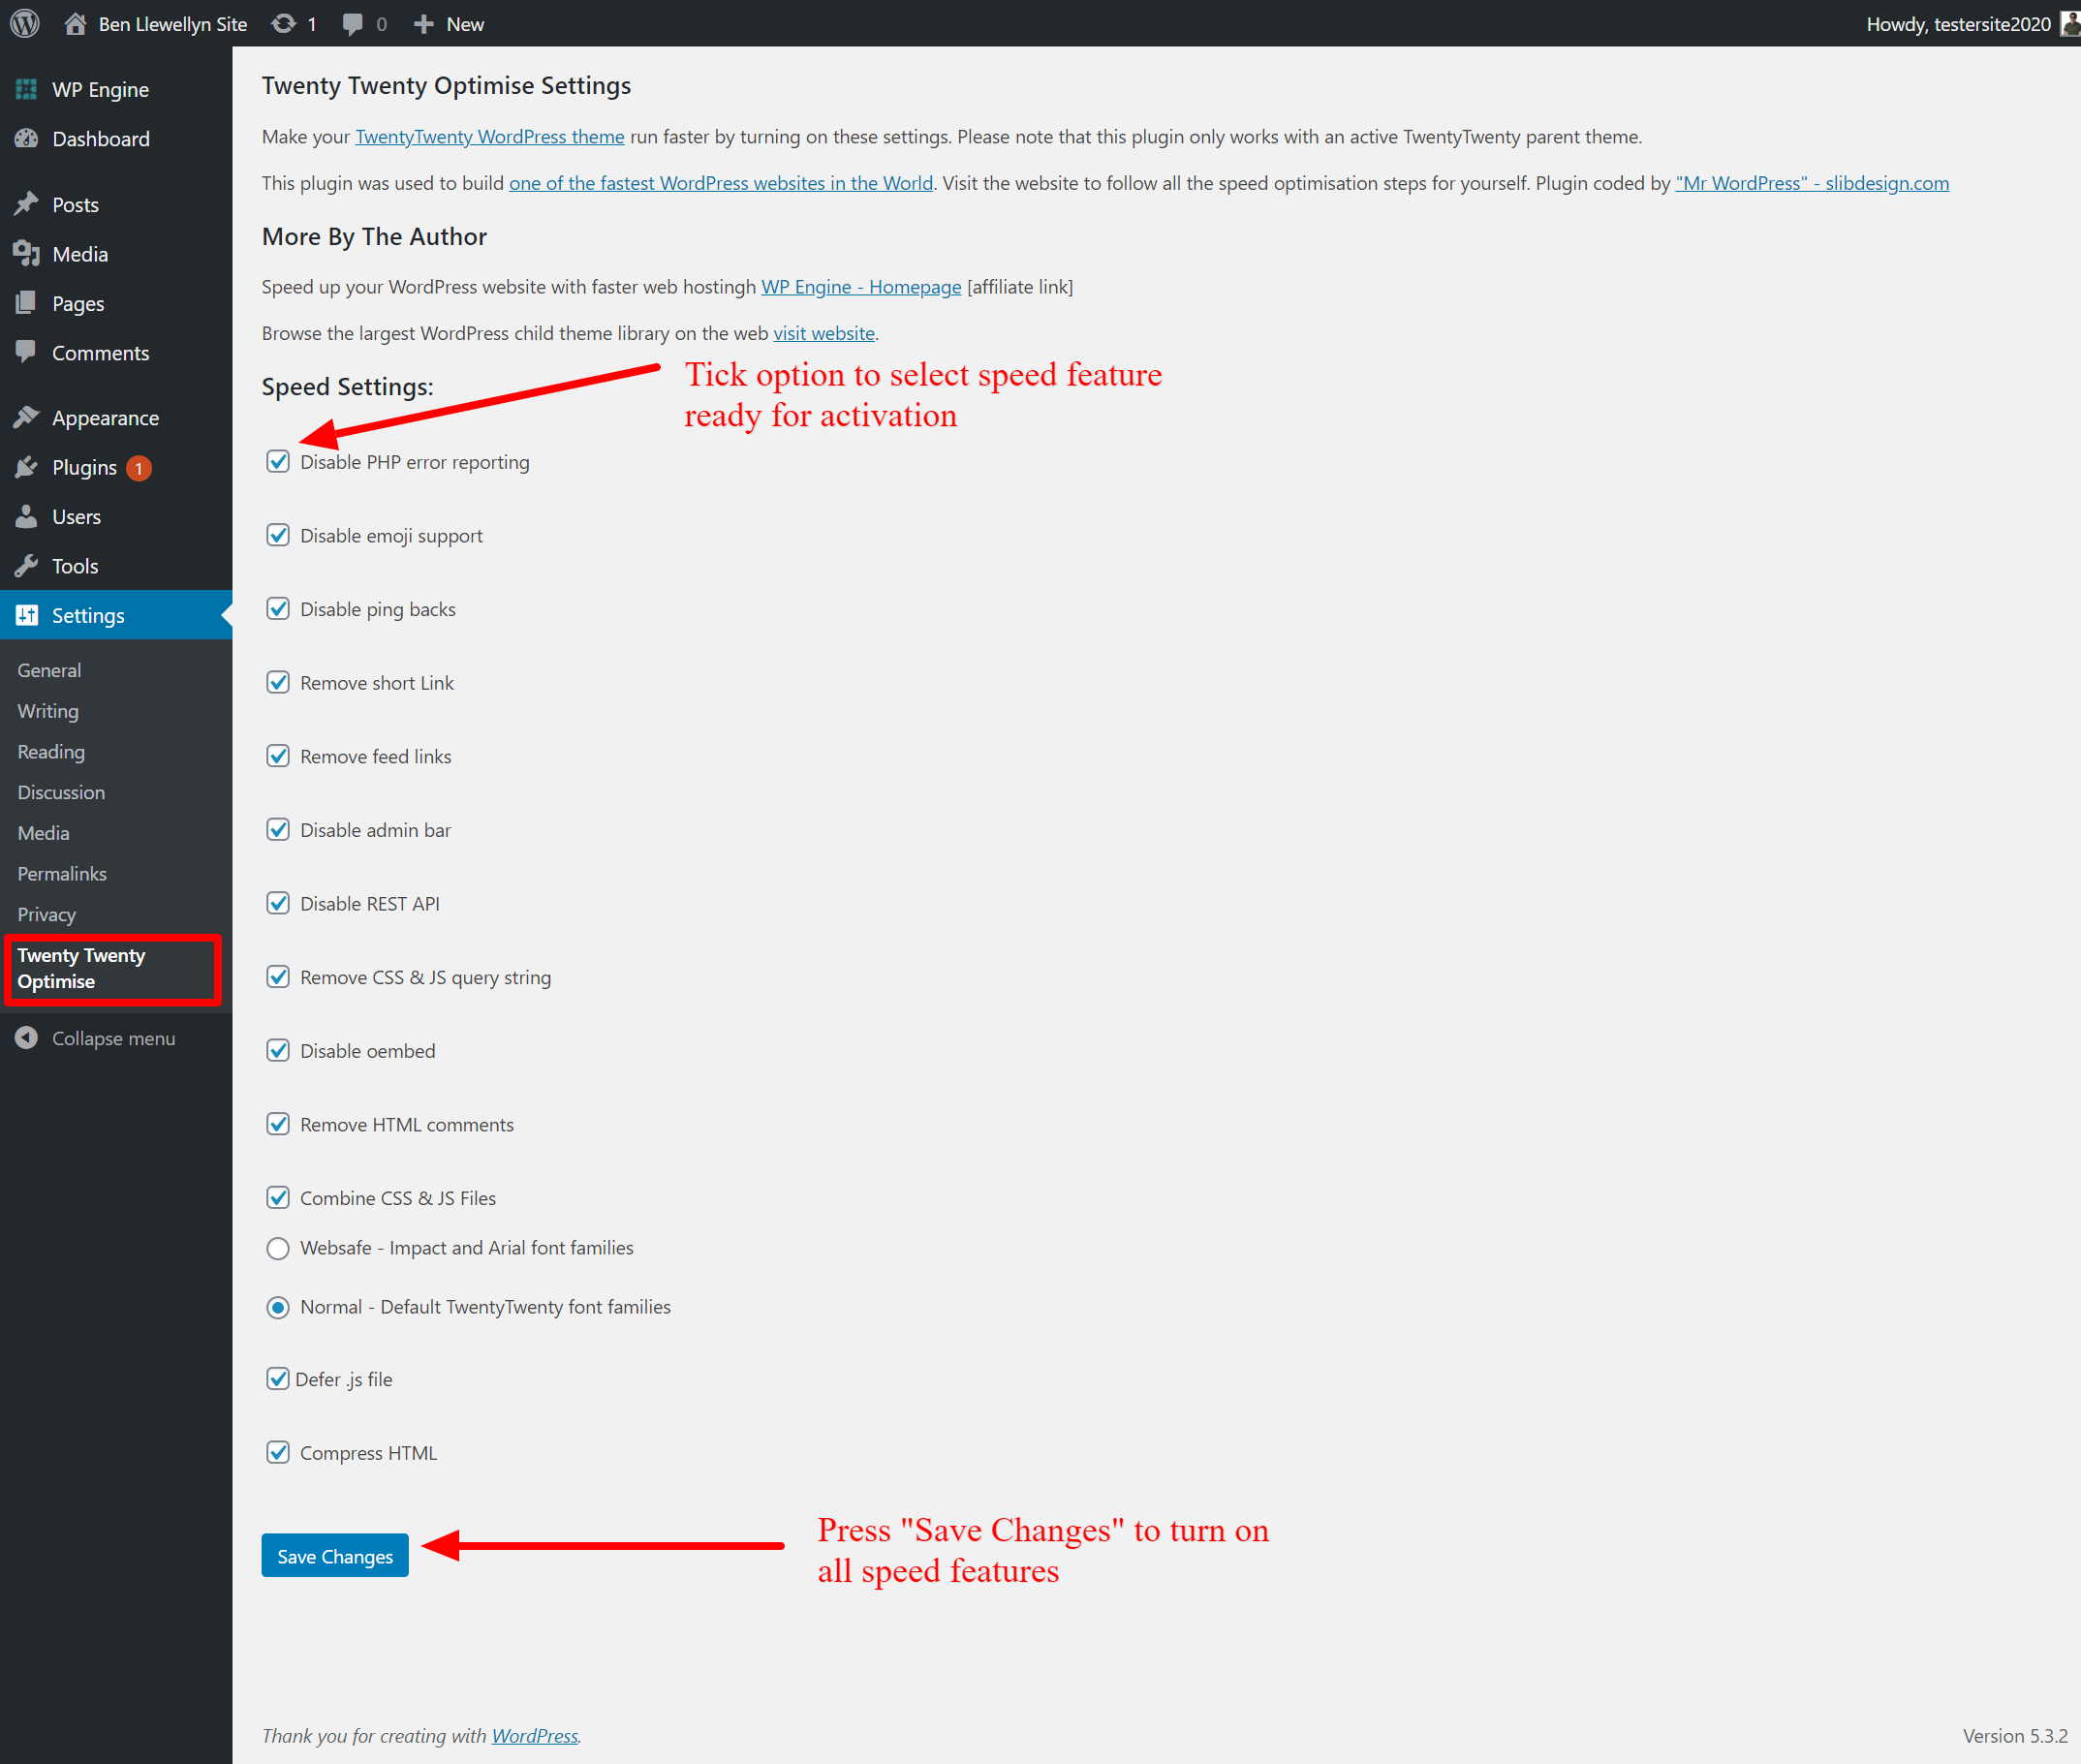 Ben Llewellyn Site 1 0 New Howdy, testersite2020
WP Engine
Dashboard
Posts
Media
Pages
Comments
Appearance
Plugins 1
Users
Tools
Settings
General
Writing
Reading
Discussion
Media
Permalinks
Privacy
Twenty Twenty
Optimise
Collapse menu
Twenty Twenty Optimise Settings
Make your TwentyTwenty WordPress theme run faster by turning on these settings. Please note that this plugin only works with an active TwentyTwenty parent theme.
This plugin was used to build one of the fastest WordPress websites in the World. Visit the website to follow all the speed optimisation steps for yourself. Plugin coded by "Mr WordPress" - slibdesign.com
More By The Author
Speed up your WordPress website with faster web hostingh WP Engine - Homepage [affiliate link]
Browse the largest WordPress child theme library on the web visit website.
Speed Settings:
Tick option to select speed feature
ready for activation
Disable PHP error reporting
Disable emoji support
Disable ping backs
Remove short Link
Remove feed links
Disable admin bar
Disable REST API
Remove CSS & JS query string
Disable oembed
Remove HTML comments
Combine CSS & JS Files
Websafe - Impact and Arial font families
Normal - Default TwentyTwenty font families
Defer .js file
Compress HTML
Save Changes
Press "Save Changes" to turn on
all speed features
Thank you for creating with WordPress.
Version 5.3.2